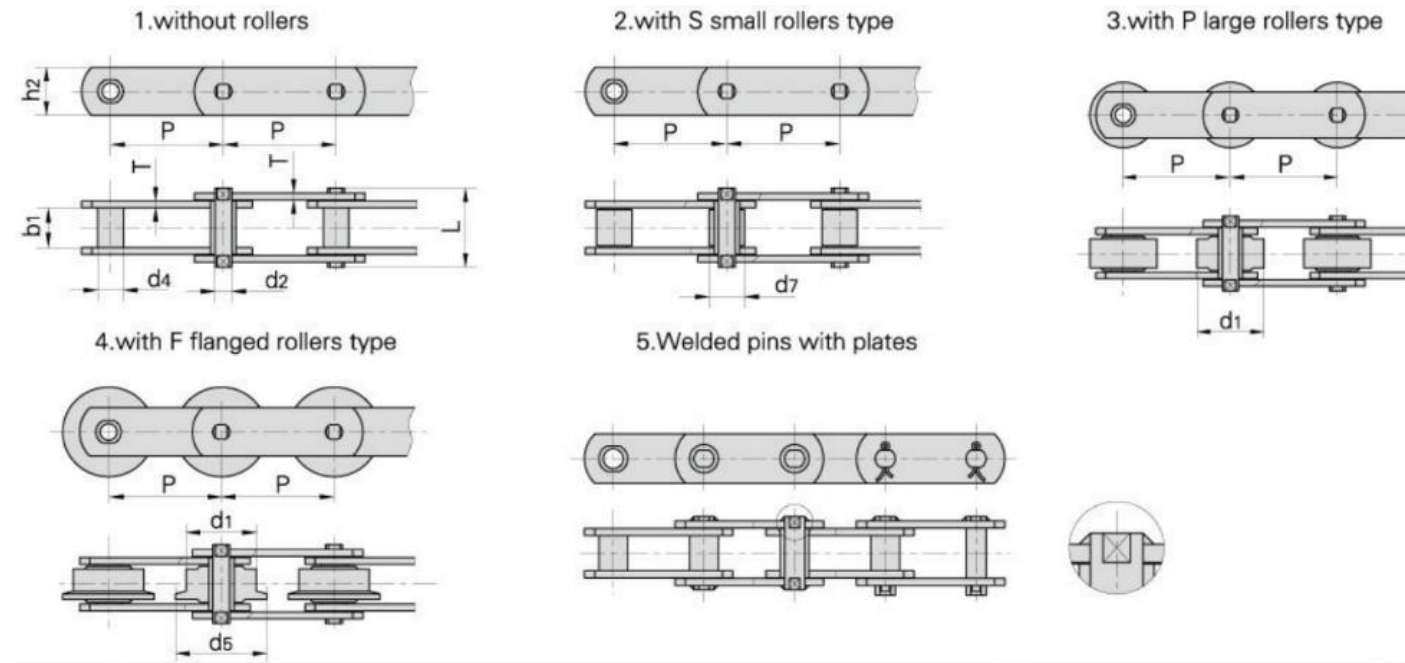 1.without rollers
2.with S small rollers type
3.with P large rollers type
h2
P
P
P
P
P
P
T
T
b1
L
d4
d2
d7
d1
4.with F flanged rollers type
5.Welded pins with plates
P
P
d1
d5